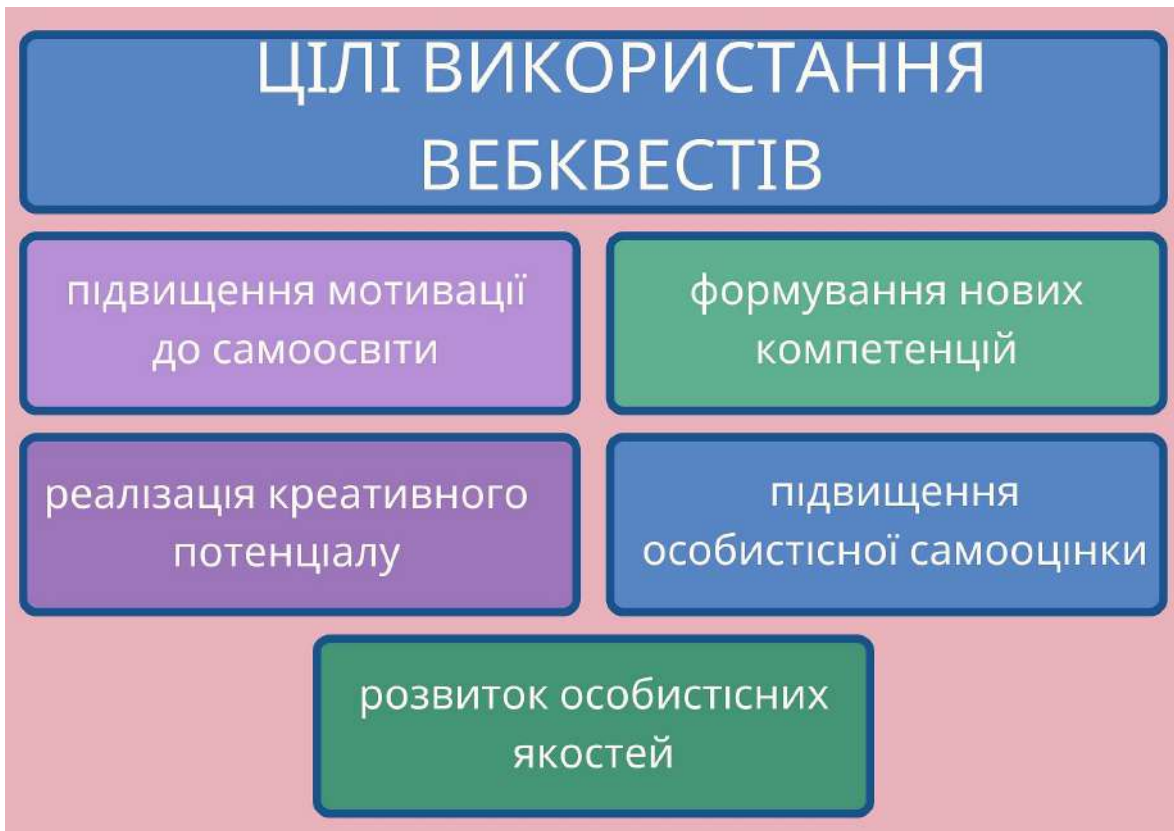 ЦІЛІ ВИКОРИСТАННЯ
ВЕБКВЕСТІВ
підвищення мотивації
до самоосвіти
формування нових
компетенцій
реалізація креативного
потенціалу
підвищення
особистісної самооцінки
розвиток особистісних
якостей